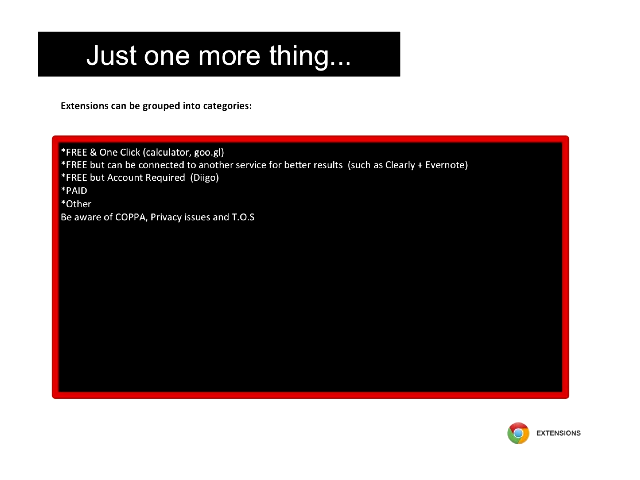 Just one more thing...
Extensions can be grouped into categories:
*FREE & One Click (calculator, goo.gl)
*FREE but can be connected to another service for better results  (such as Clearly + Evernote)
*FREE but Account Required  (Diigo)
*PAID
*Other
Be aware of COPPA, Privacy issues and T.O.S
EXTENSIONS